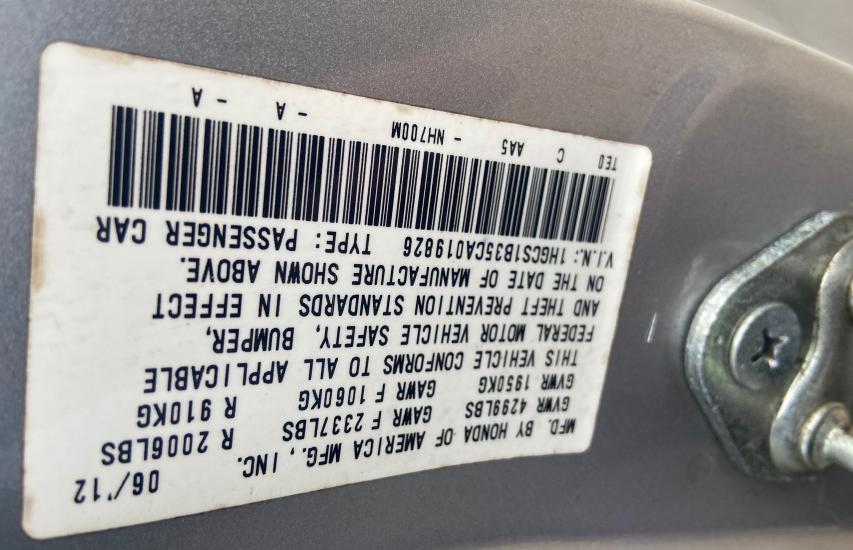 MFD. BY HONDA OF AMERICA MFG., INC. 06/'12
GVWR 4299LBS GAWR F 2337LBS R 2006LBS
GVWR 1950KG GAWR F 1060KG R 910KG
THIS VEHICLE CONFORMS TO ALL APPLICABLE
FEDERAL MOTOR VEHICLE SAFETY, BUMPER,
AND THEFT PREVENTION STANDARDS IN EFFECT
ON THE DATE OF MANUFACTURE SHOWN ABOVE.
V.I.N.: 1HGCS1B35CA019826 TYPE: PASSENGER CAR
TE0 C AA5 - NH700M - A - A